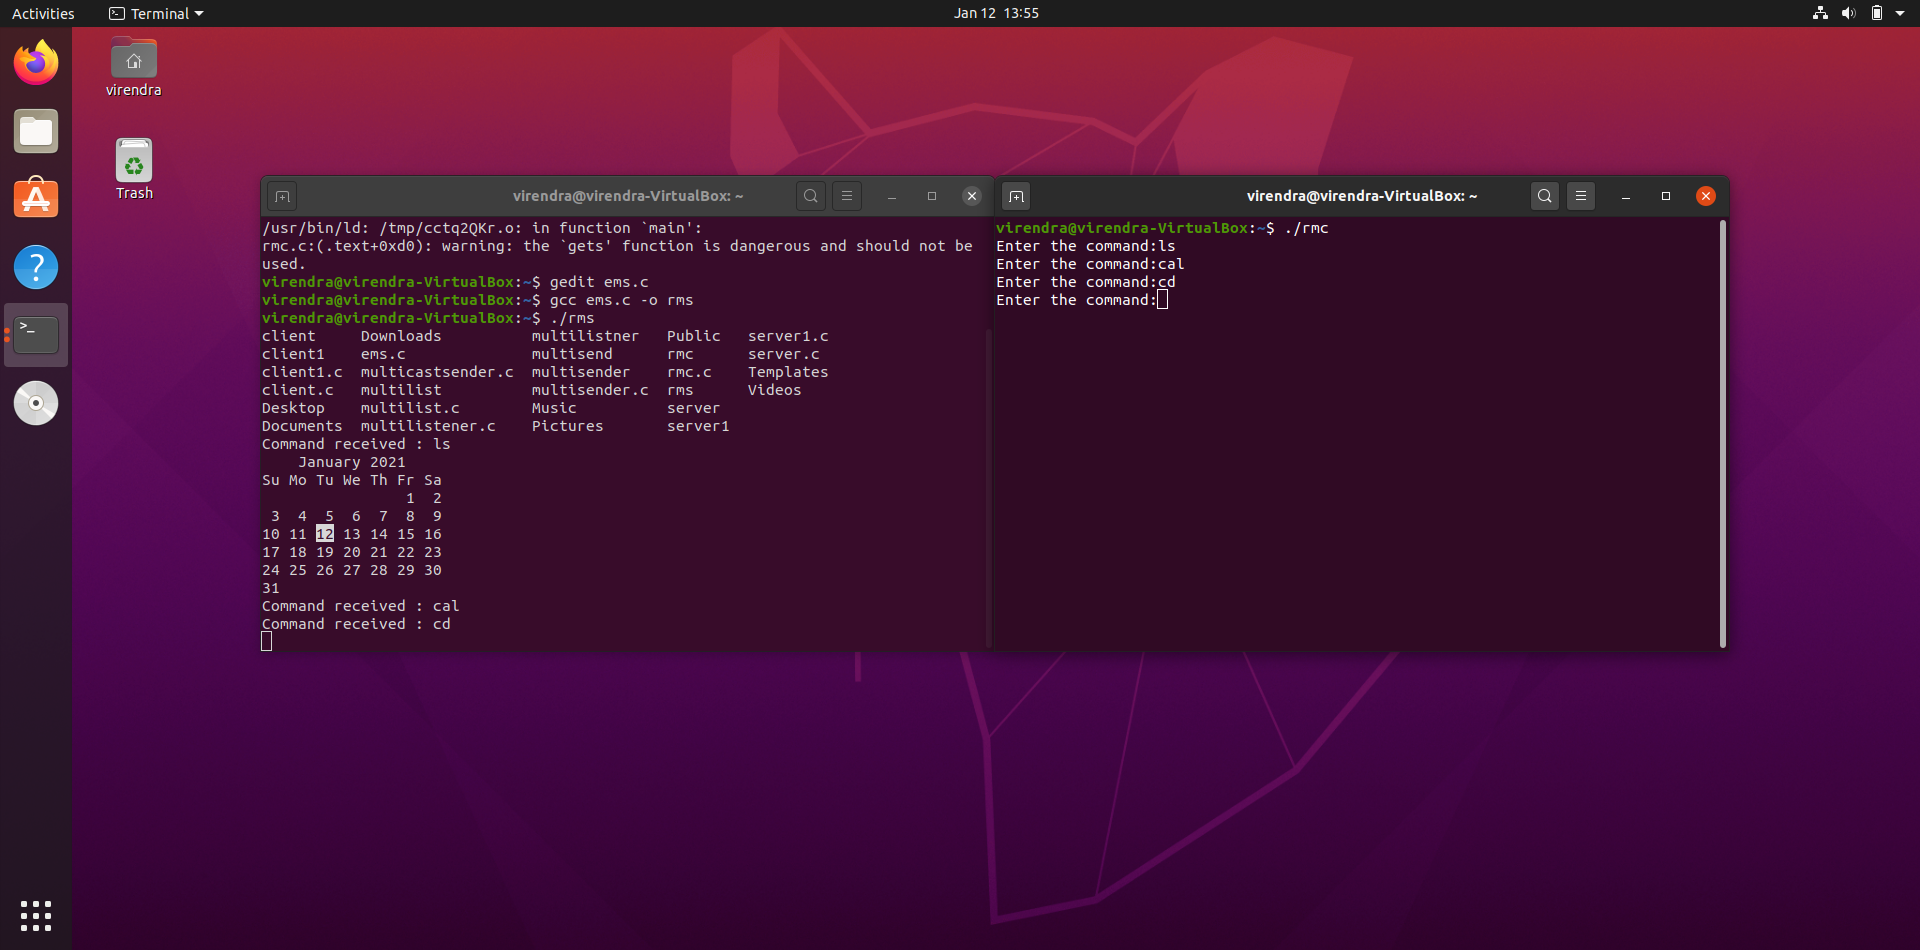 Activities
Terminal
Jan 12  13:55
virendra
Trash
virendra@virendra-VirtualBox: ~
/usr/bin/ld: /tmp/cctq2QKr.o: in function `main':
rmc.c:(.text+0xd0): warning: the `gets' function is dangerous and should not be
used.
virendra@virendra-VirtualBox:~$ gedit ems.c
virendra@virendra-VirtualBox:~$ gcc ems.c -o rms
virendra@virendra-VirtualBox:~$ ./rms
client     Downloads          multilistner   Public   server1.c
client1    ems.c              multisend      rmc      server.c
client1.c  multicastsender.c  multisender    rmc.c    Templates
client.c   multilist          multisender.c  rms      Videos
Desktop    multilist.c        Music          server
Documents  multilistener.c    Pictures       server1
Command received : ls
    January 2021
Su Mo Tu We Th Fr Sa
                1  2
 3  4  5  6  7  8  9
10 11 12 13 14 15 16
17 18 19 20 21 22 23
24 25 26 27 28 29 30
31
Command received : cal
Command received : cd
virendra@virendra-VirtualBox: ~
virendra@virendra-VirtualBox:~$ ./rmc
Enter the command:ls
Enter the command:cal
Enter the command:cd
Enter the command: